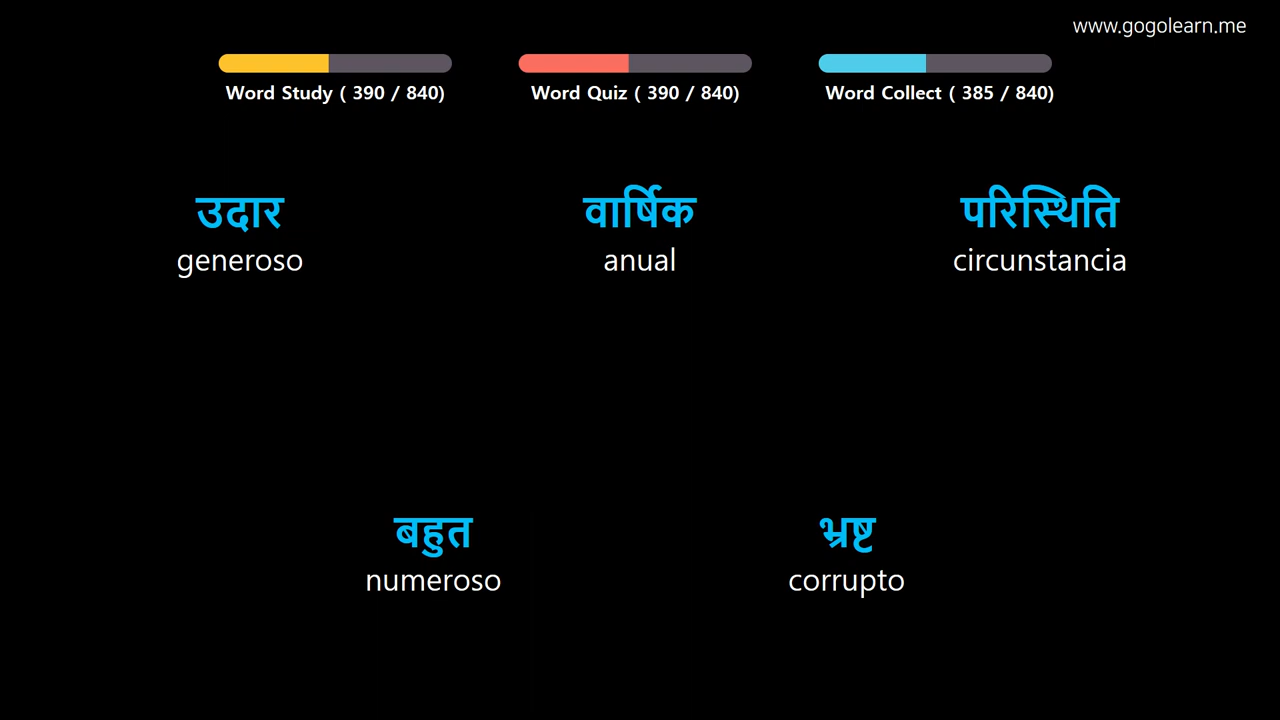 www.gogolearn.me
Word Study ( 390 / 840)
Word Quiz ( 390 / 840)
Word Collect ( 385 / 840)
उदार
generoso
वार्षिक
anual
परिस्थिति
circunstancia
बहुत
numeroso
भ्रष्ट
corrupto